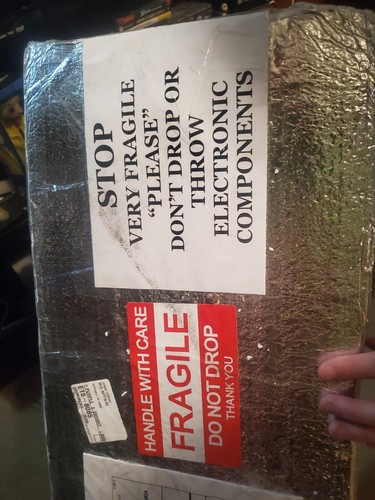 STOP
VERY FRAGILE
“PLEASE”
DON’T DROP OR
THROW
ELECTRONIC
COMPONENTS
HANDLE WITH CARE
FRAGILE
DO NOT DROP
THANK YOU